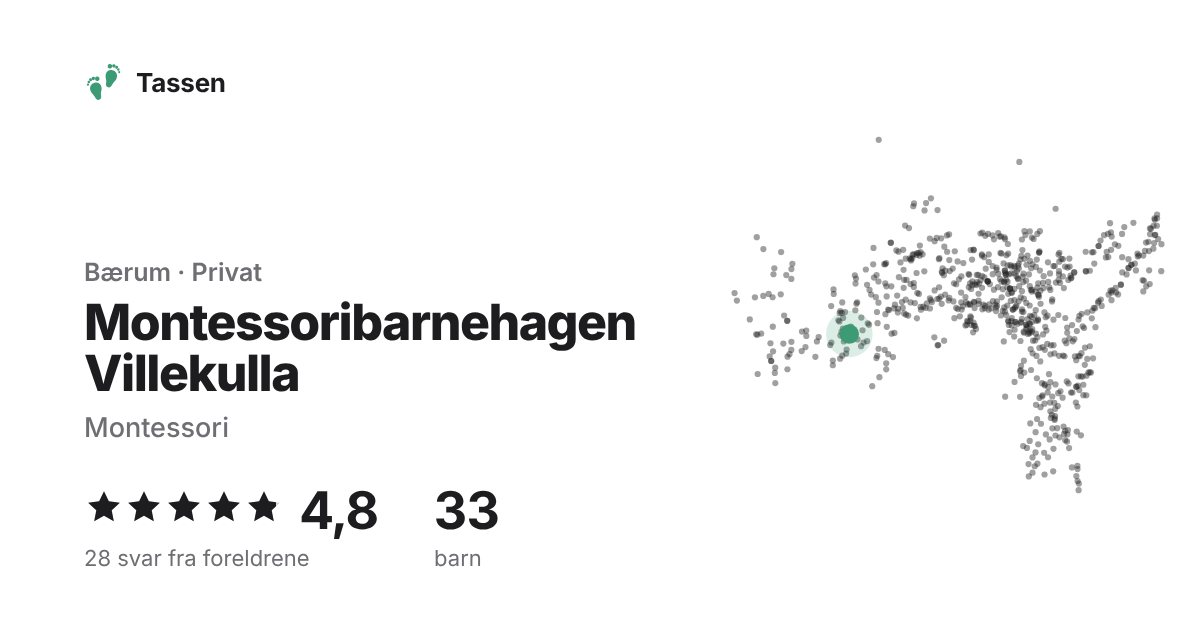 Tassen
Bærum · Privat
Montessoribarnehagen
Villekulla
Montessori
4,8
33
28 svar fra foreldrene
barn